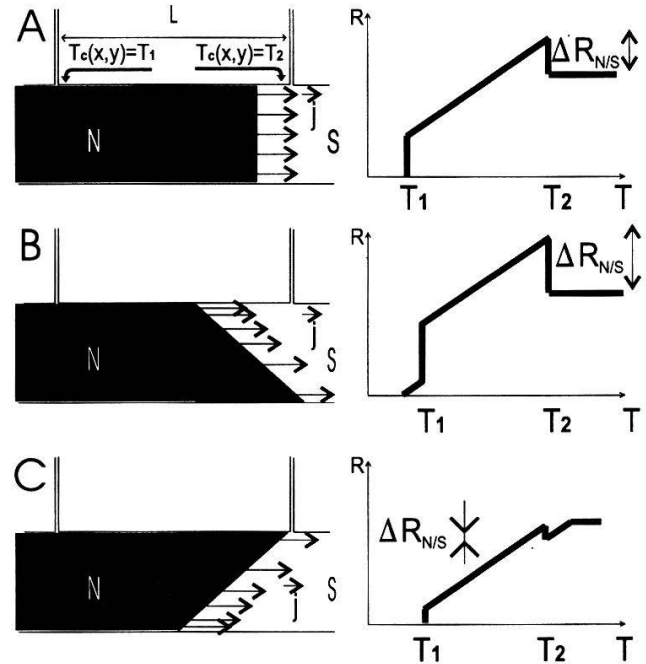 A
L
Tc(x,y)=T1 Tc(x,y)=T2
N j S
R
ΔRN/S
T1 T2 T
B
N j S
R
ΔRN/S
T1 T2 T
C
N j S
R
ΔRN/S
T1 T2 T